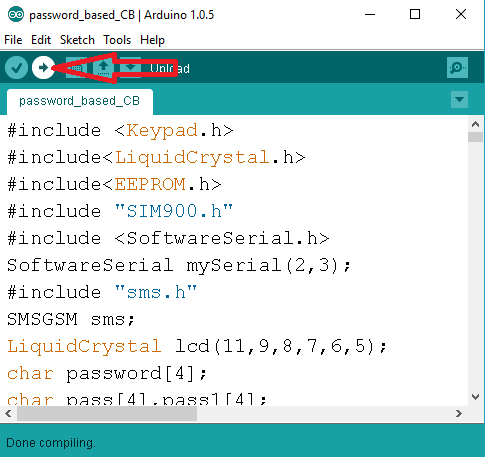 password_based_CB | Arduino 1.0.5
File Edit Sketch Tools Help
Upload
password_based_CB
#include <Keypad.h>
#include<LiquidCrystal.h>
#include<EEPROM.h>
#include "SIM900.h"
#include <SoftwareSerial.h>
SoftwareSerial mySerial(2,3);
#include "sms.h"
SMSGSM sms;
LiquidCrystal lcd(11,9,8,7,6,5);
char password[4];
char pass[4],pass1[4];
Done compiling.